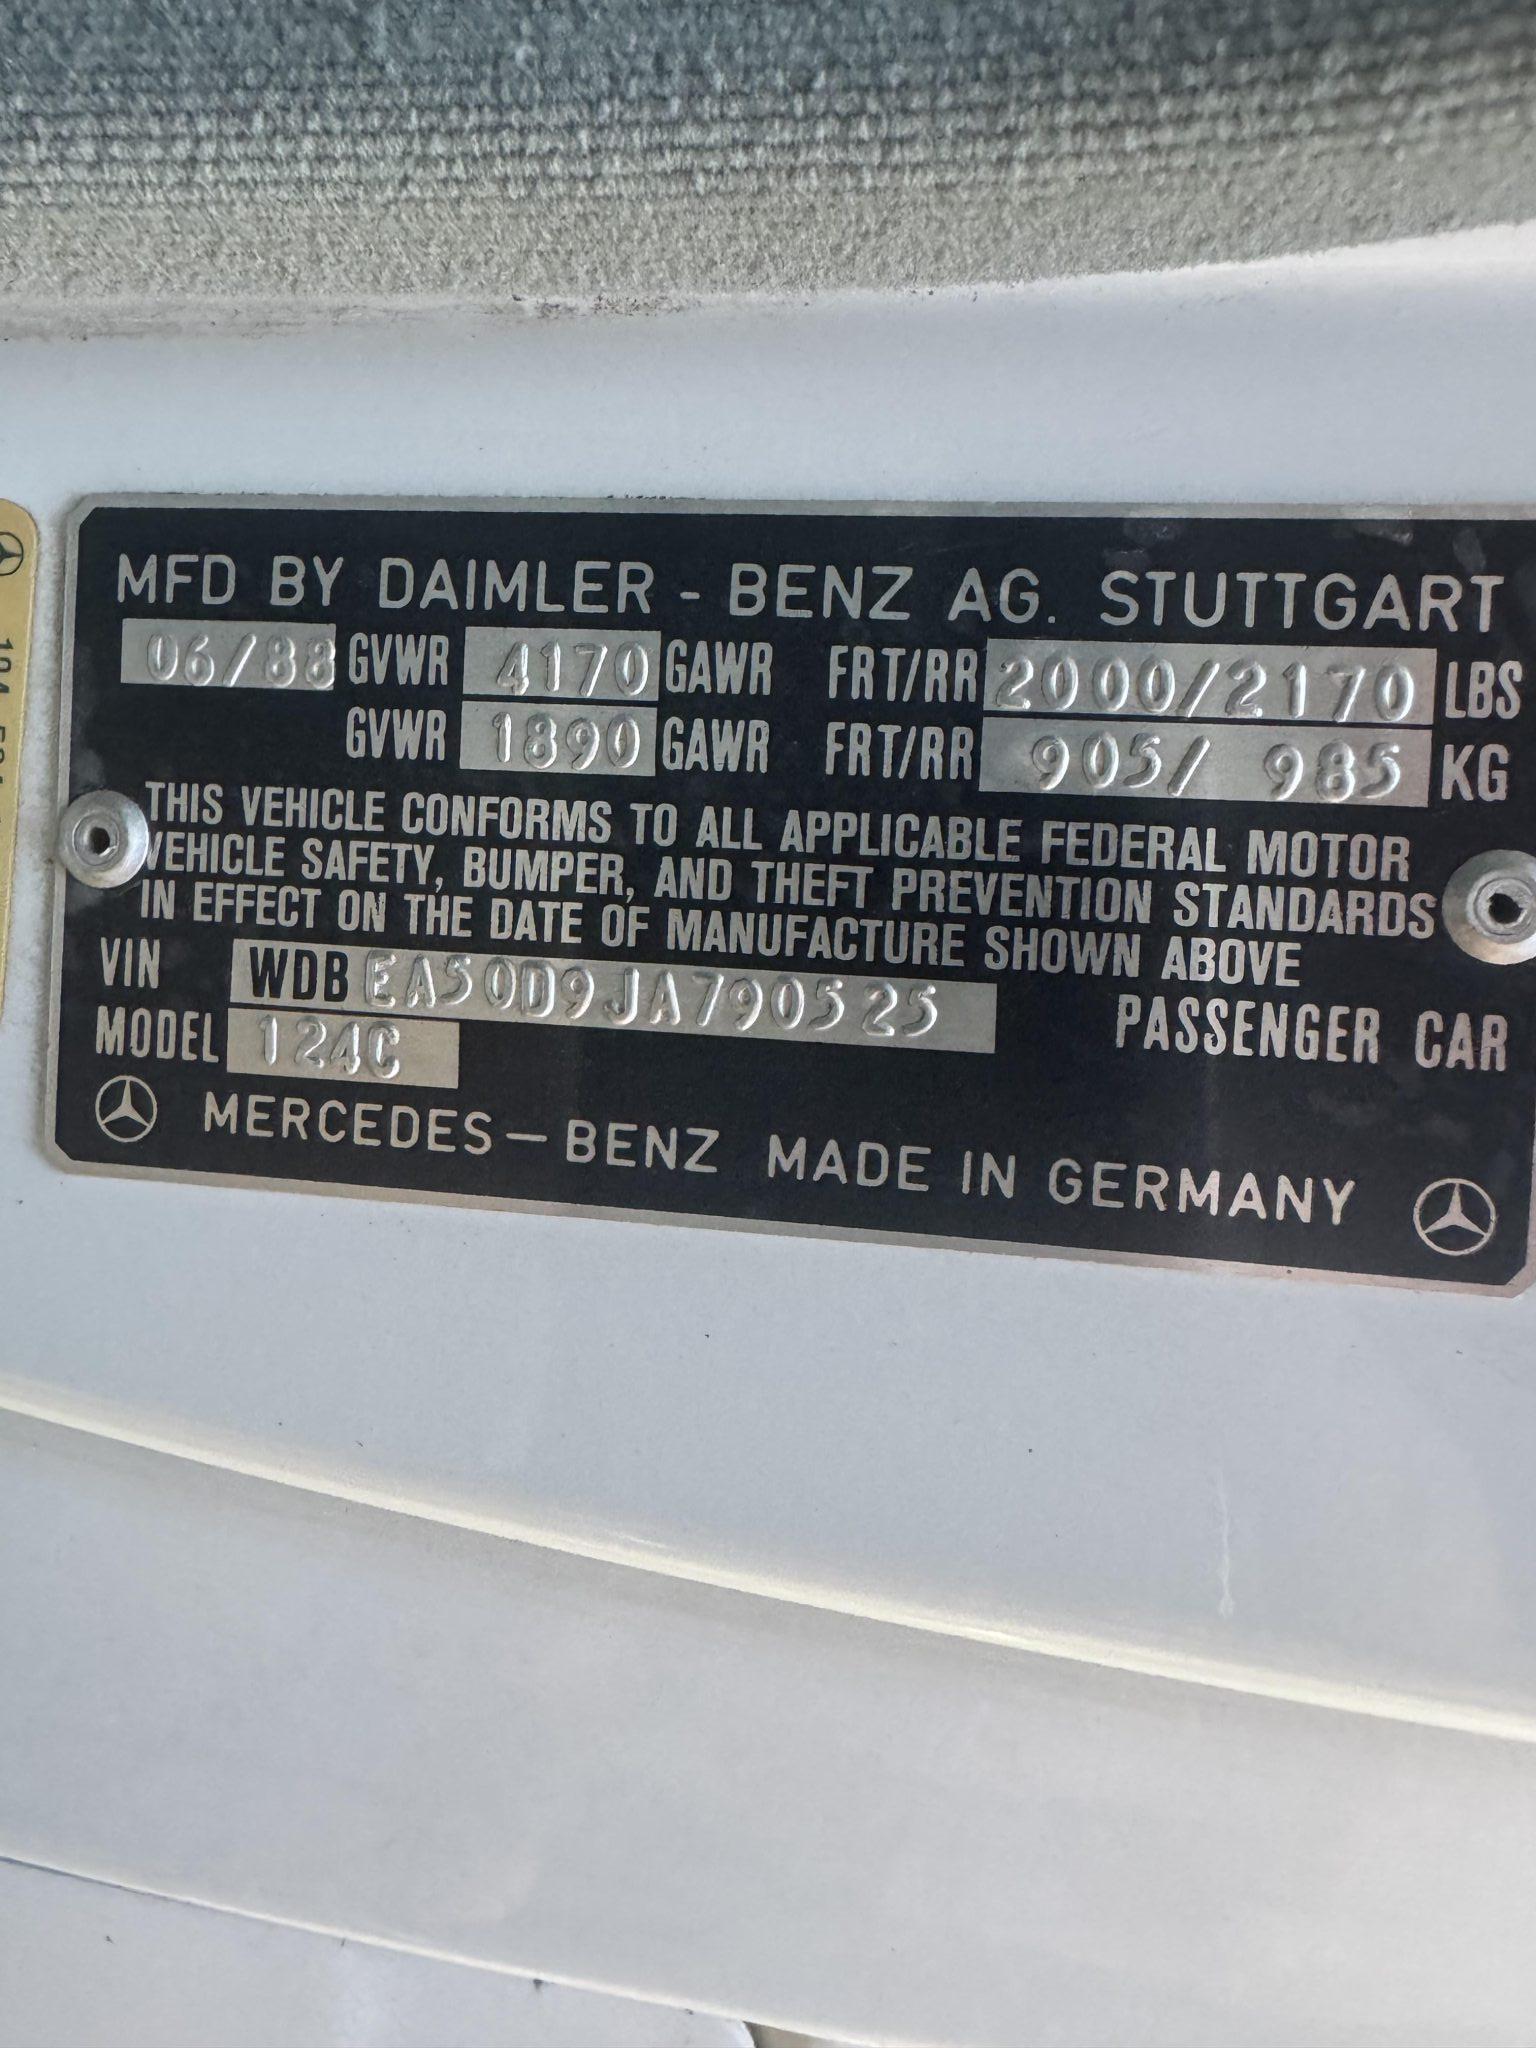 MFD BY DAIMLER - BENZ AG. STUTTGART
06/88 GVWR 4170 GAWR FRT/RR 2000/2170 LBS
GVWR 1890 GAWR FRT/RR 905/ 985 KG
THIS VEHICLE CONFORMS TO ALL APPLICABLE FEDERAL MOTOR
VEHICLE SAFETY, BUMPER, AND THEFT PREVENTION STANDARDS
IN EFFECT ON THE DATE OF MANUFACTURE SHOWN ABOVE
VIN WDBEA50D9JA790525 PASSENGER CAR
MODEL 124C
MERCEDES-BENZ MADE IN GERMANY